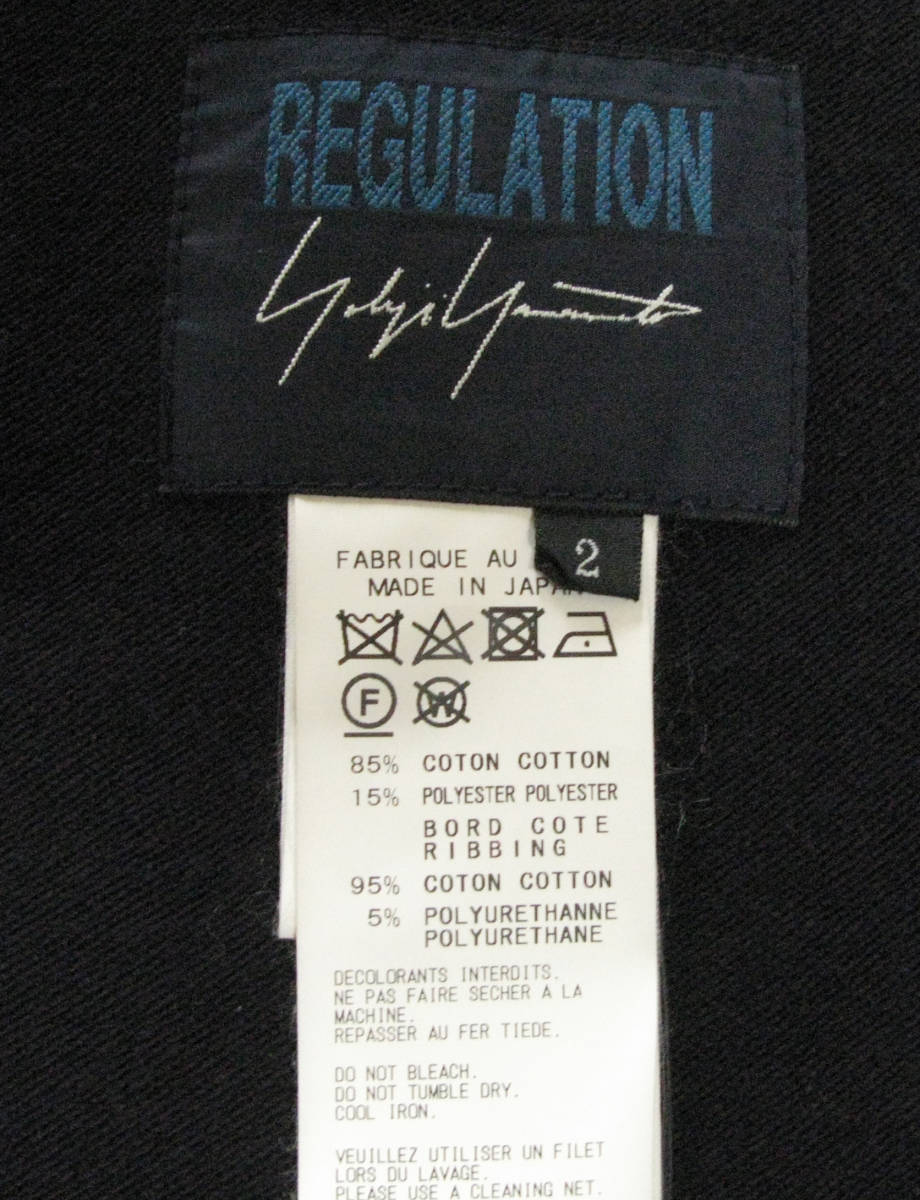 REGULATION
Yohji Yamamoto
2
FABRIQUE AU
MADE IN JAPAN
F
W
85% COTON COTTON
15% POLYESTER POLYESTER
BORD COTE
RIBBING
95% COTON COTTON
5% POLYURETHANNE
POLYURETHANE
DECOLORANTS INTERDITS.
NE PAS FAIRE SECHER A LA
MACHINE.
REPASSER AU FER TIEDE.
DO NOT BLEACH.
DO NOT TUMBLE DRY.
COOL IRON.
VEUILLEZ UTILISER UN FILET
LORS DU LAVAGE.
PLEASE USE A CLEANING NET.